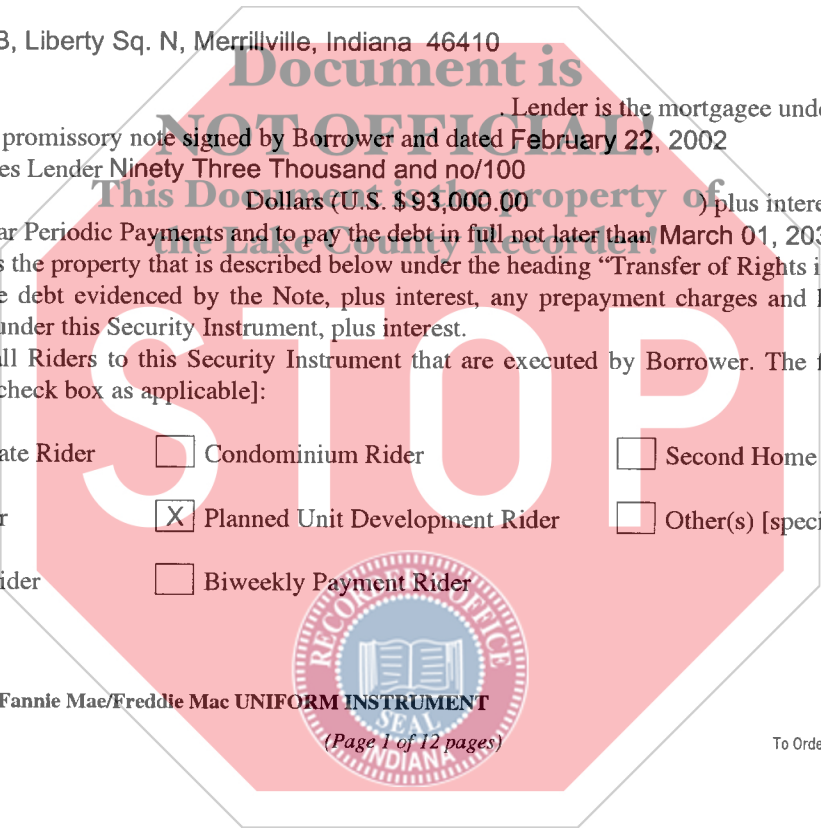 B, Liberty Sq. N, Merrillville, Indiana 46410
Document is
. Lender is the mortgagee und
NOT OFFICIAL!
promissory note signed by Borrower and dated February 22, 2002
es Lender Ninety Three Thousand and no/100
This Document is the property of
Dollars (U.S. $ 93,000.00 ) plus intere
ar Periodic Payments and to pay the debt in full not later than March 01, 203
the Lake County Recorder!
s the property that is described below under the heading “Transfer of Rights i
e debt evidenced by the Note, plus interest, any prepayment charges and l
under this Security Instrument, plus interest.
all Riders to this Security Instrument that are executed by Borrower. The f
check box as applicable]:
STOP
ate Rider Condominium Rider Second Home
r X Planned Unit Development Rider Other(s) [speci
ider Biweekly Payment Rider
RECORDER'S OFFICE
Fannie Mae/Freddie Mac UNIFORM INSTRUMENT
SEAL
(Page 1 of 12 pages) To Orde
INDIANA